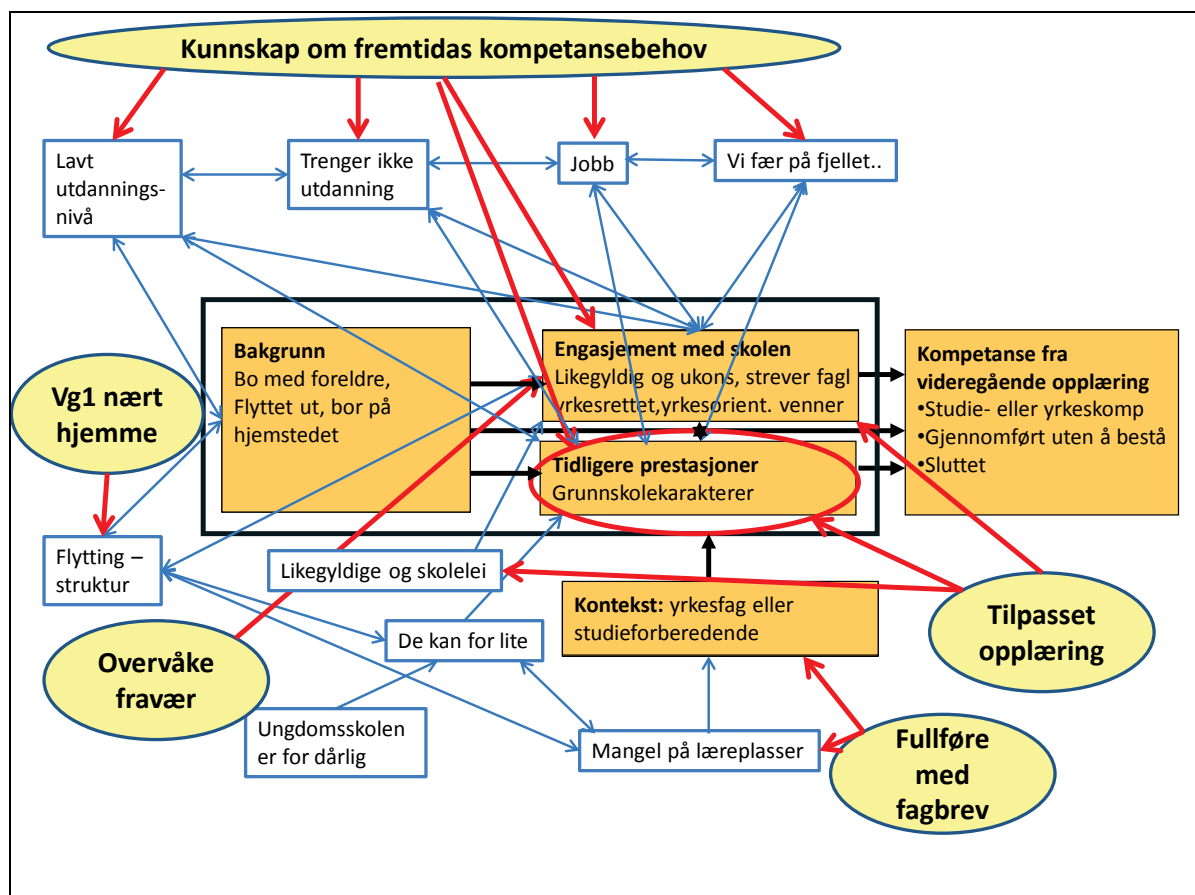 Kunnskap om fremtidas kompetansebehov
Lavt
utdannings-
nivå
Trenger ikke
utdanning
Jobb
Vi fær på fjellet..
Bakgrunn
Bo med foreldre,
Flyttet ut, bor på
hjemstedet
Engasjement med skolen
Likegyldig og ukons, strever fagl
yrkesrettet,yrkesorient. venner
Tidligere prestasjoner
Grunnskolekarakterer
Kompetanse fra
videregående opplæring
•Studie- eller yrkeskomp
•Gjennomført uten å bestå
•Sluttet
Vg1 nært
hjemme
Flytting –
struktur
Likegyldige og skolelei
Kontekst: yrkesfag eller
studieforberedende
Tilpasset
opplæring
De kan for lite
Overvåke
fravær
Ungdomsskolen
er for dårlig
Mangel på læreplasser
Fullføre
med
fagbrev